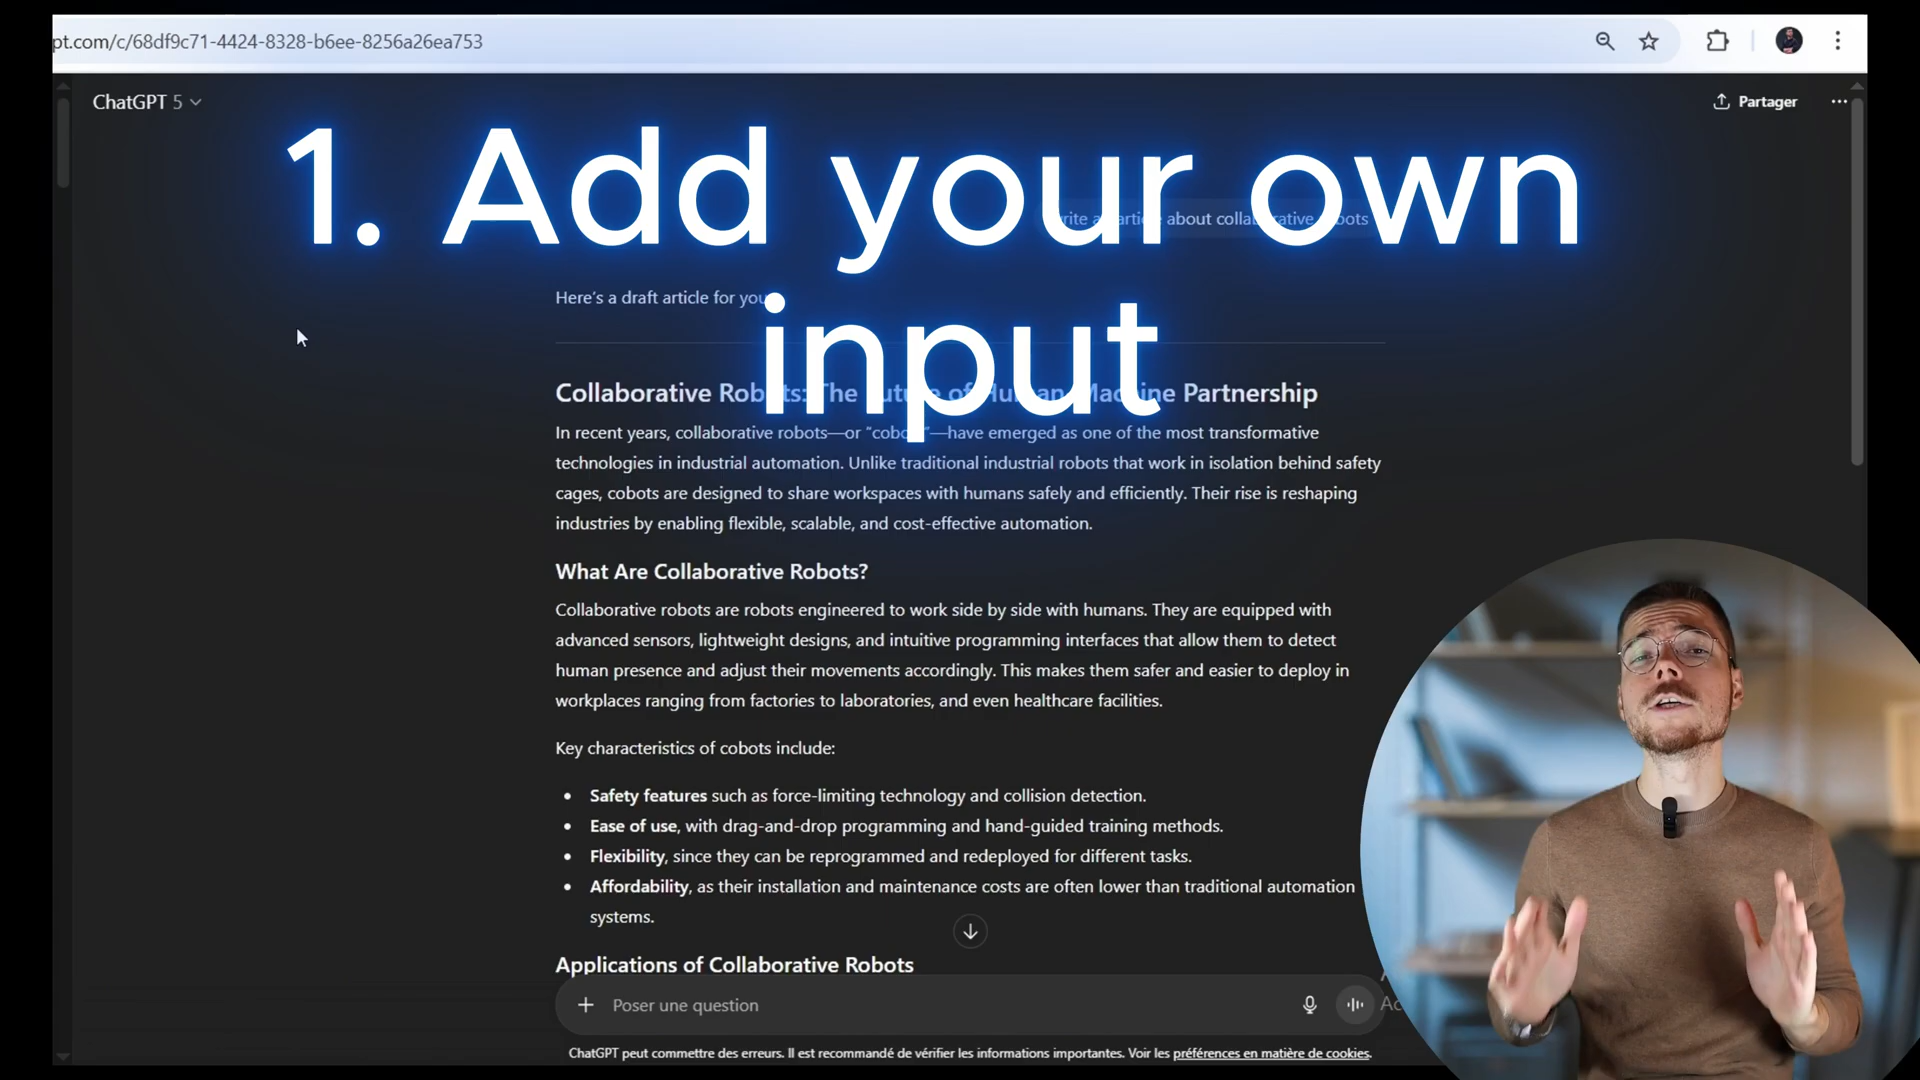 pt.com/c/68df9c71-4424-8328-b6ee-8256a26ea753
ChatGPT 5
Partager
1. Add your own
input
article about collaborative robots
Here's a draft article for you
Collaborative Robots: The Future of Human Machine Partnership
In recent years, collaborative robots—or "cobots"—have emerged as one of the most transformative
technologies in industrial automation. Unlike traditional industrial robots that work in isolation behind safety
cages, cobots are designed to share workspaces with humans safely and efficiently. Their rise is reshaping
industries by enabling flexible, scalable, and cost-effective automation.
What Are Collaborative Robots?
Collaborative robots are robots engineered to work side by side with humans. They are equipped with
advanced sensors, lightweight designs, and intuitive programming interfaces that allow them to detect
human presence and adjust their movements accordingly. This makes them safer and easier to deploy in
workplaces ranging from factories to laboratories, and even healthcare facilities.
Key characteristics of cobots include:
• Safety features such as force-limiting technology and collision detection.
• Ease of use, with drag-and-drop programming and hand-guided training methods.
• Flexibility, since they can be reprogrammed and redeployed for different tasks.
• Affordability, as their installation and maintenance costs are often lower than traditional automation
systems.
Applications of Collaborative Robots
Poser une question
ChatGPT peut commettre des erreurs. Il est recommandé de vérifier les informations importantes. Voir les préférences en matière de cookies.